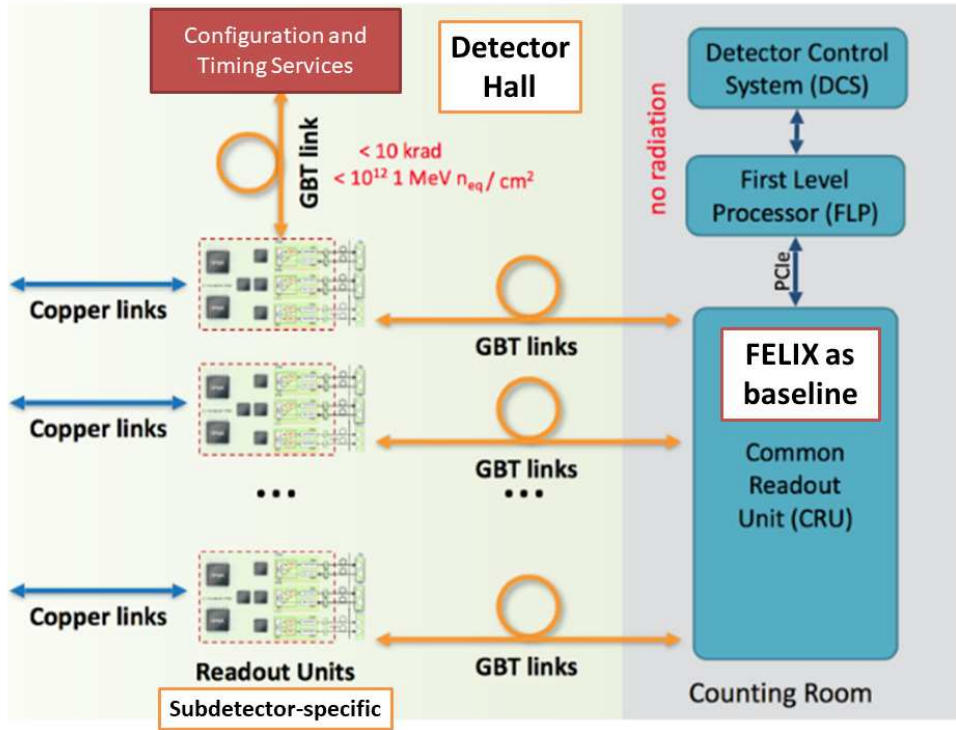 Configuration and
Timing Services
Detector
Hall
Detector Control
System (DCS)
GBT link
< 10 krad
< 10¹² 1 MeV nₑq / cm²
no radiation
First Level
Processor (FLP)
PCIe
Copper links
GBT links
FELIX as
baseline
Copper links
GBT links
Common
Readout
Unit (CRU)
...
...
Copper links
GBT links
Readout Units
Subdetector-specific
Counting Room